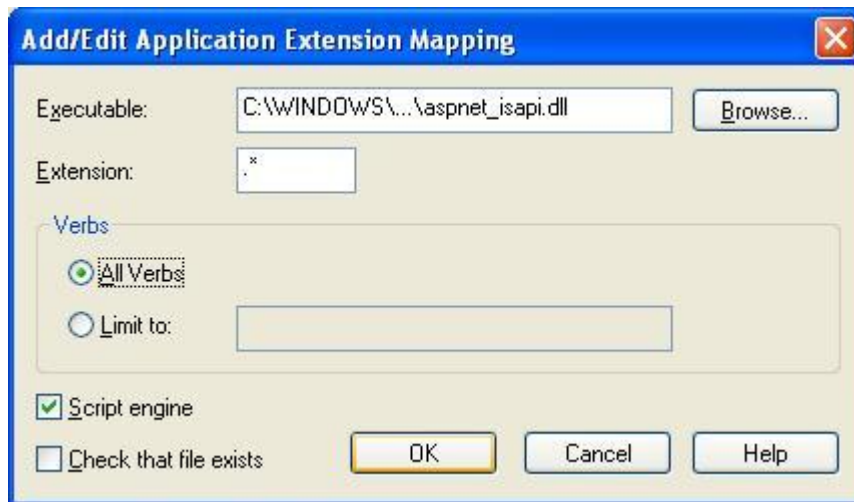 Add/Edit Application Extension Mapping
Executable: C:\WINDOWS\...\aspnet_isapi.dll Browse...
Extension: .*
Verbs
All Verbs
Limit to:
Script engine
Check that file exists OK Cancel Help